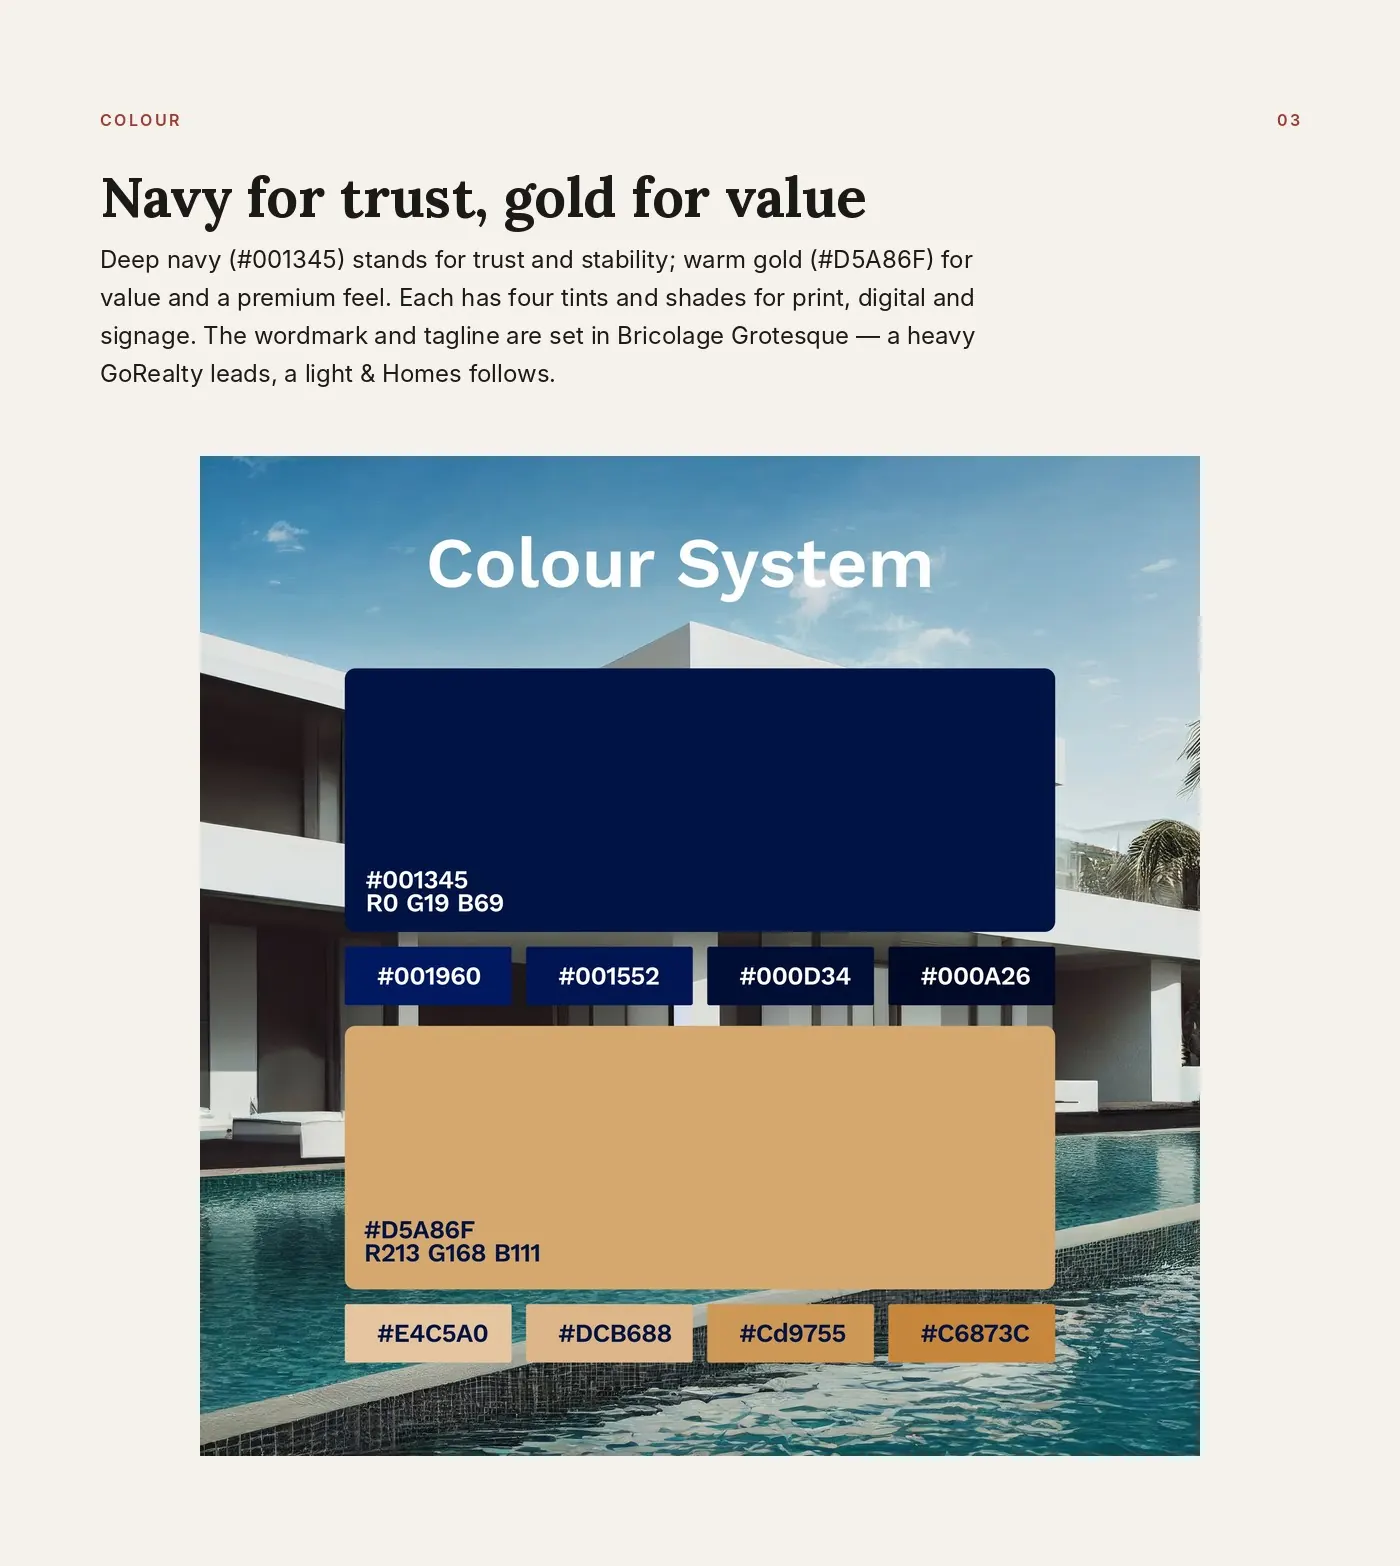 COLOUR
03
Navy for trust, gold for value
Deep navy (#001345) stands for trust and stability; warm gold (#D5A86F) for
value and a premium feel. Each has four tints and shades for print, digital and
signage. The wordmark and tagline are set in Bricolage Grotesque — a heavy
GoRealty leads, a light & Homes follows.
Colour System
#001345
R0 G19 B69
#001960
#001552
#000D34
#000A26
#D5A86F
R213 G168 B111
#E4C5A0
#DCB688
#Cd9755
#C6873C